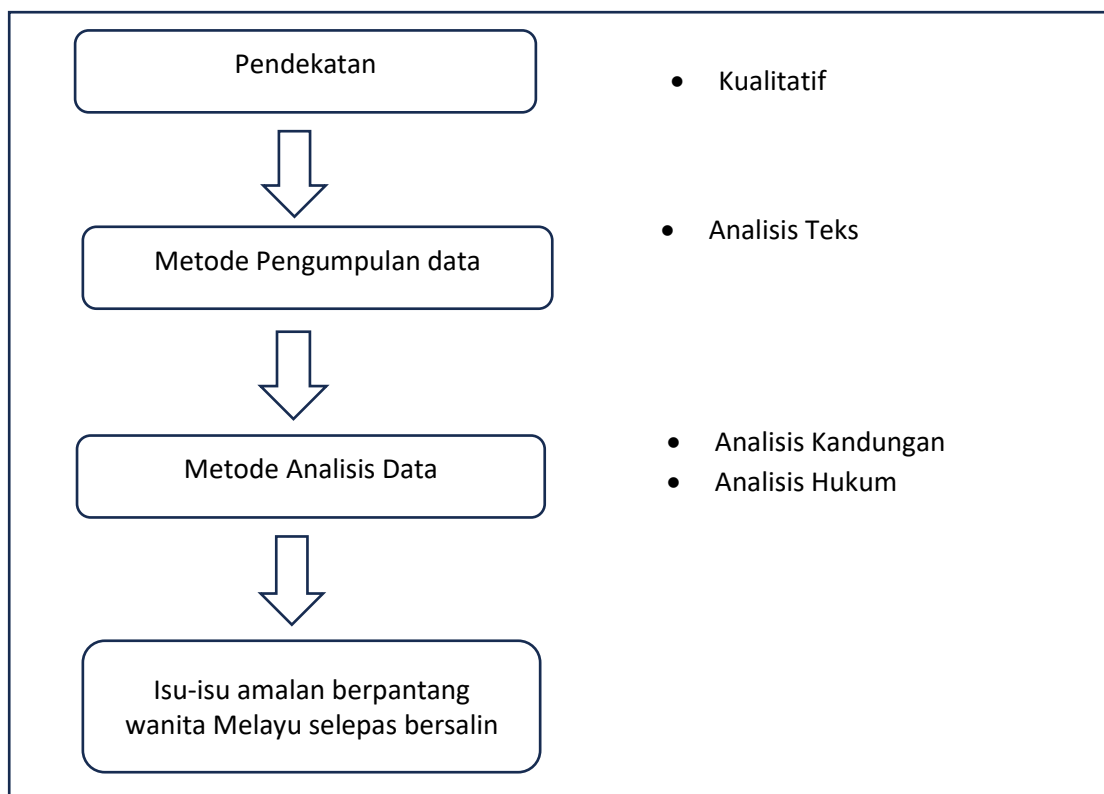 Pendekatan
• Kualitatif
Metode Pengumpulan data
• Analisis Teks
Metode Analisis Data
• Analisis Kandungan
• Analisis Hukum
Isu-isu amalan berpantang
wanita Melayu selepas bersalin